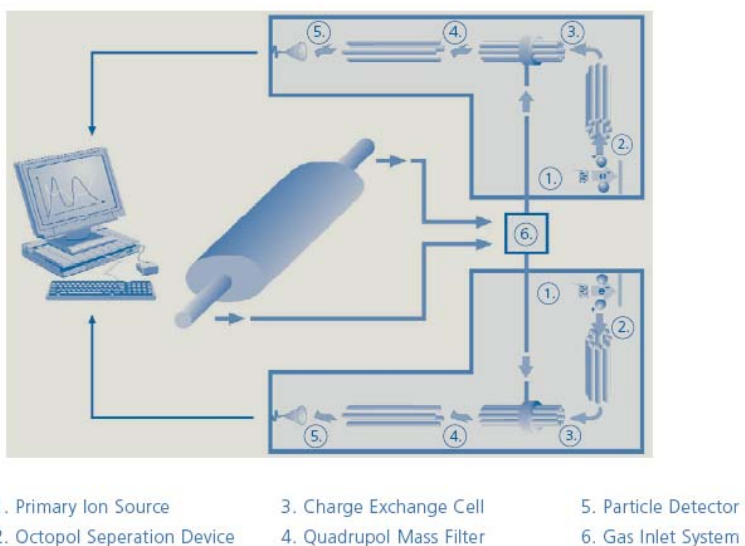 5.
4.
3.
2.
1.
e⁻
6.
1.
e⁻
2.
5.
4.
3.
. Primary Ion Source
3. Charge Exchange Cell
5. Particle Detector
2. Octopol Seperation Device
4. Quadrupol Mass Filter
6. Gas Inlet System